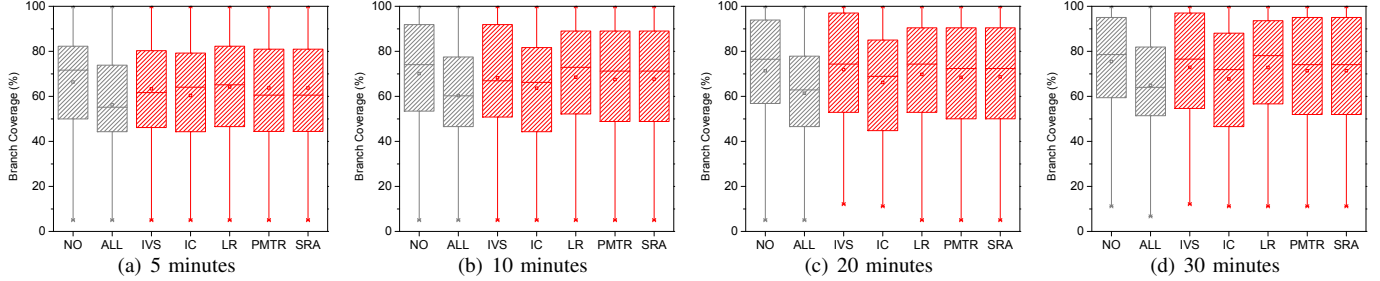 Branch Coverage (%)
100
80
60
40
20
0
NO ALL IVS IC LR PMTR SRA
(a) 5 minutes
Branch Coverage (%)
100
80
60
40
20
0
NO ALL IVS IC LR PMTR SRA
(b) 10 minutes
Branch Coverage (%)
100
80
60
40
20
0
NO ALL IVS IC LR PMTR SRA
(c) 20 minutes
Branch Coverage (%)
100
80
60
40
20
0
NO ALL IVS IC LR PMTR SRA
(d) 30 minutes